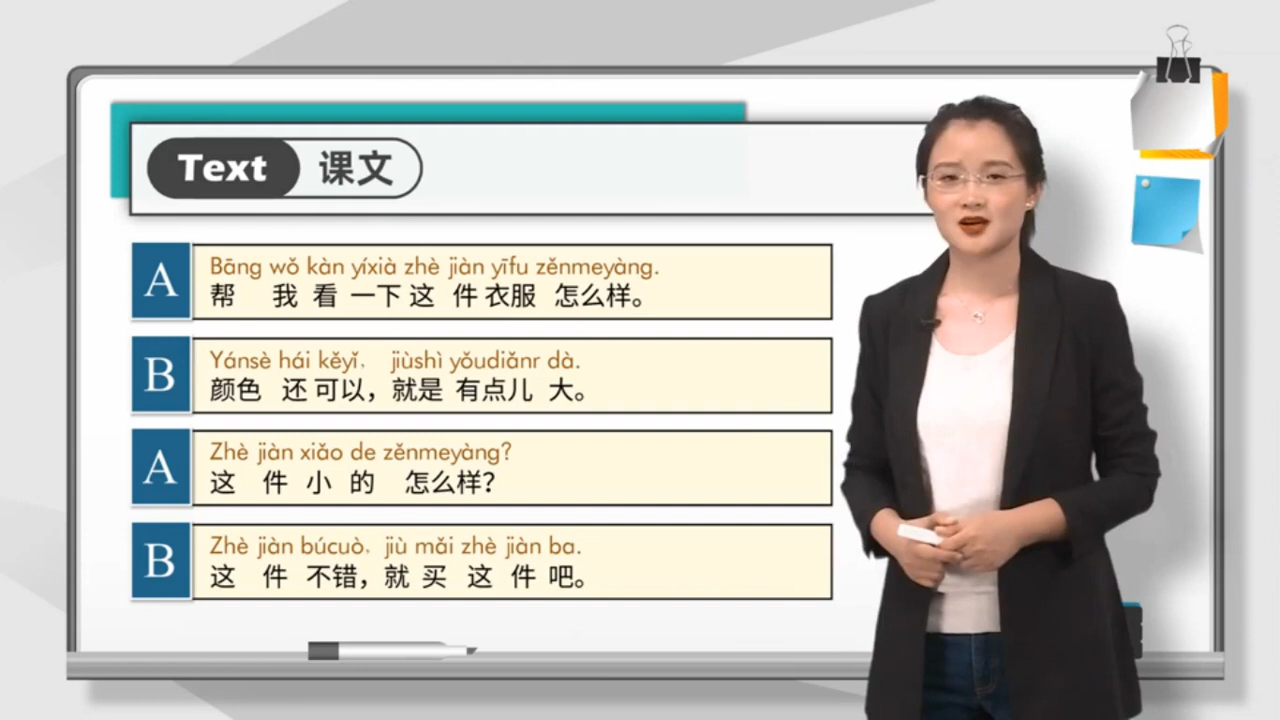 Text 课文
A
Bāng wǒ kàn yíxià zhè jiàn yīfu zěnmeyàng.
帮 我 看 一下 这 件 衣服 怎么样。
B
Yánsè hái kěyǐ, jiùshì yǒudiǎnr dà.
颜色 还 可以，就是 有点儿 大。
A
Zhè jiàn xiǎo de zěnmeyàng?
这 件 小 的 怎么样？
B
Zhè jiàn búcuò, jiù mǎi zhè jiàn ba.
这 件 不错，就 买 这 件 吧。